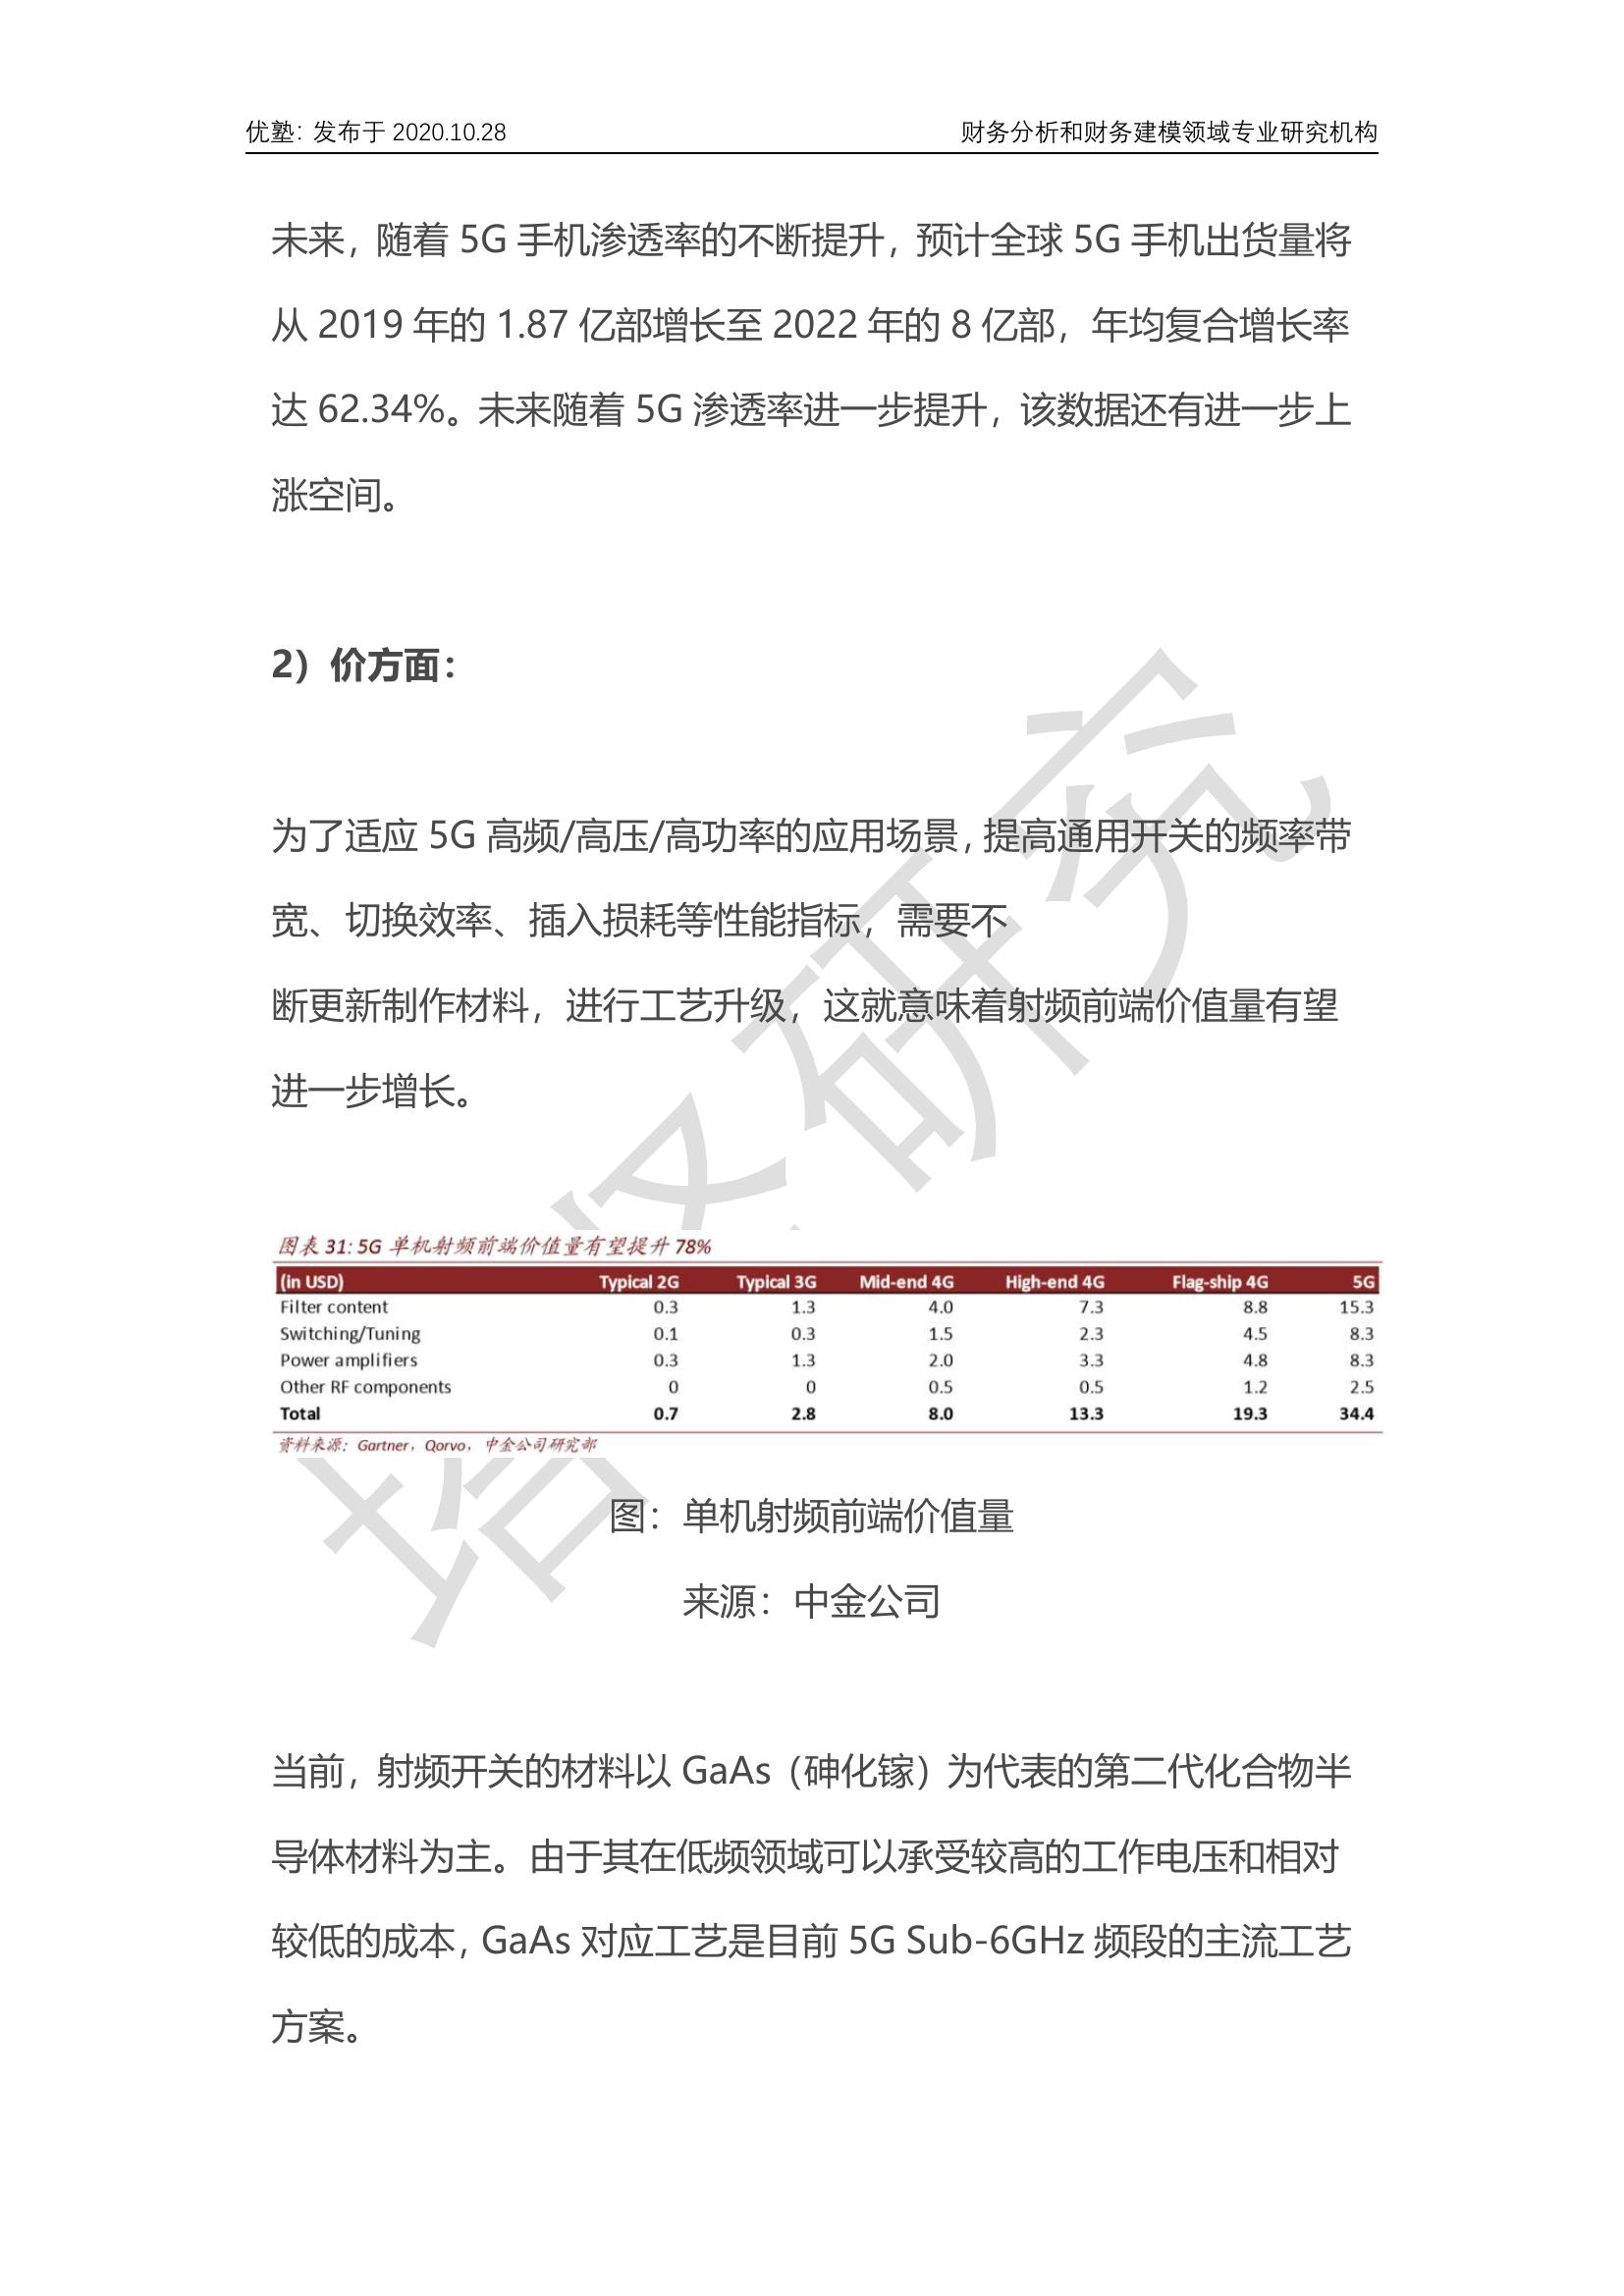 优塾：发布于 2020.10.28 财务分析和财务建模领域专业研究机构
未来，随着 5G 手机渗透率的不断提升，预计全球 5G 手机出货量将
从 2019 年的 1.87 亿部增长至 2022 年的 8 亿部，年均复合增长率
达 62.34%。未来随着 5G 渗透率进一步提升，该数据还有进一步上
涨空间。
2）价方面：
为了适应 5G 高频/高压/高功率的应用场景，提高通用开关的频率带
宽、切换效率、插入损耗等性能指标，需要不
断更新制作材料，进行工艺升级，这就意味着射频前端价值量有望
进一步增长。
图表 31: 5G 单机射频前端价值量有望提升 78%
(in USD) Typical 2G Typical 3G Mid-end 4G High-end 4G Flag-ship 4G 5G
Filter content 0.3 1.3 4.0 7.3 8.8 15.3
Switching/Tuning 0.1 0.3 1.5 2.3 4.5 8.3
Power amplifiers 0.3 1.3 2.0 3.3 4.8 8.3
Other RF components 0 0 0.5 0.5 1.2 2.5
Total 0.7 2.8 8.0 13.3 19.3 34.4
资料来源：Gartner，Qorvo，中金公司研究部
图：单机射频前端价值量
来源：中金公司
当前，射频开关的材料以 GaAs（砷化镓）为代表的第二代化合物半
导体材料为主。由于其在低频领域可以承受较高的工作电压和相对
较低的成本，GaAs 对应工艺是目前 5G Sub-6GHz 频段的主流工艺
方案。
研究